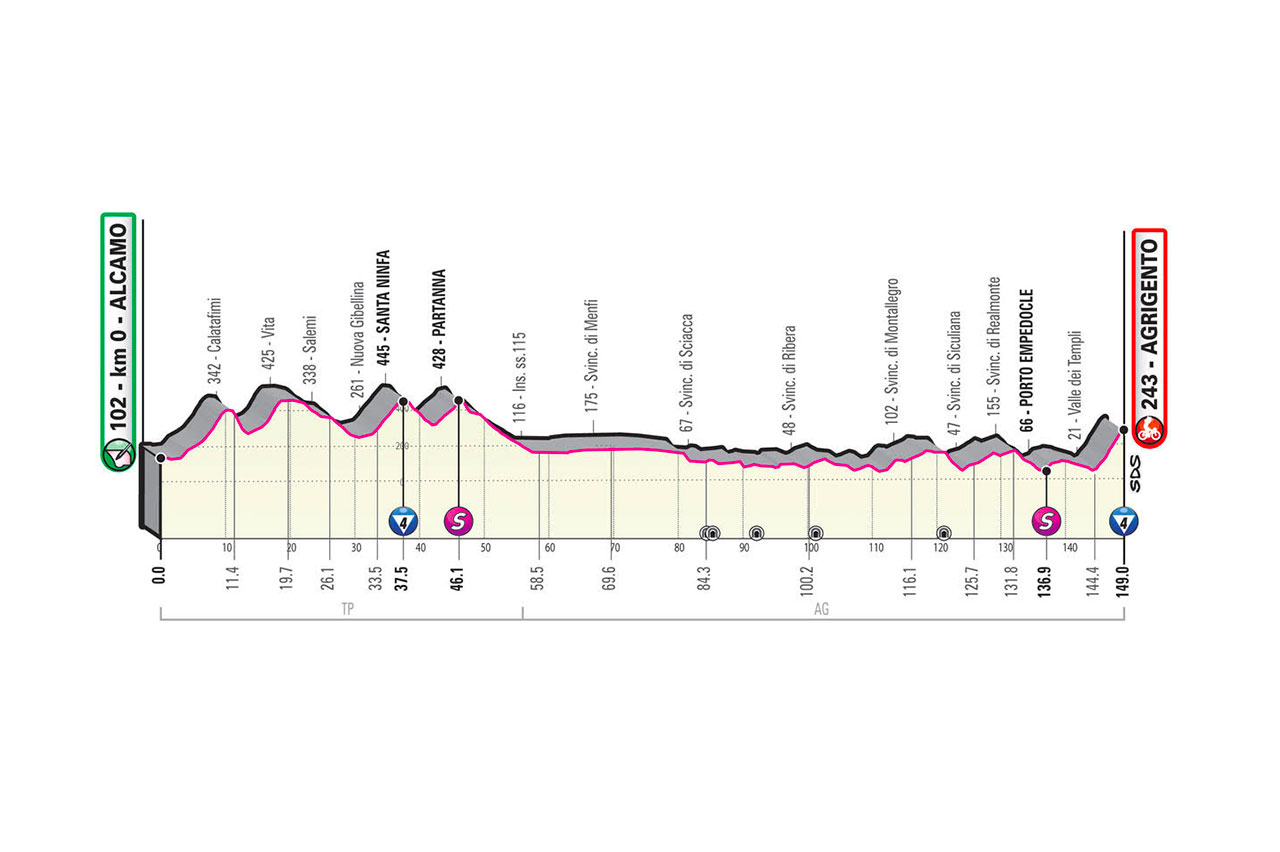 102 - km 0 - ALCAMO
342 - Calatafimi
425 - Vita
338 - Salemi
261 - Nuova Gibellina
445 - SANTA NINFA
428 - PARTANNA
116 - Ins. ss.115
175 - Svinc. di Menfi
67 - Svinc. di Sciacca
48 - Svinc. di Ribera
102 - Svinc. di Montallegro
47 - Svinc. di Siculiana
155 - Svinc. di Realmonte
66 - PORTO EMPEDOCLE
21 - Valle dei Templi
243 - AGRIGENTO
SDS
400
200
0
4
S
S
4
0 10 20 30 40 50 60 70 80 90 100 110 120 130 140
0.0 11.4 19.7 26.1 33.5 37.5 46.1 58.5 69.6 84.3 100.2 116.1 125.7 131.8 136.9 144.4 149.0
TP AG